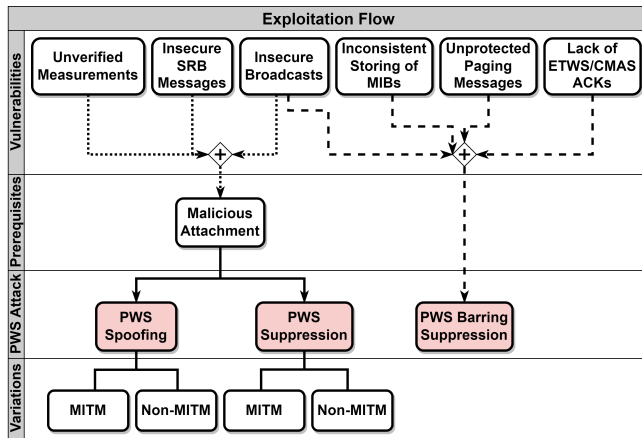 Exploitation Flow
Vulnerabilities
Unverified
Measurements
Insecure
SRB
Messages
Insecure
Broadcasts
Inconsistent
Storing of
MIBs
Unprotected
Paging
Messages
Lack of
ETWS/CMAS
ACKs
+
+
Prerequisites
Malicious
Attachment
PWS Attack
PWS
Spoofing
PWS
Suppression
PWS Barring
Suppression
Variations
MITM
Non-MITM
MITM
Non-MITM